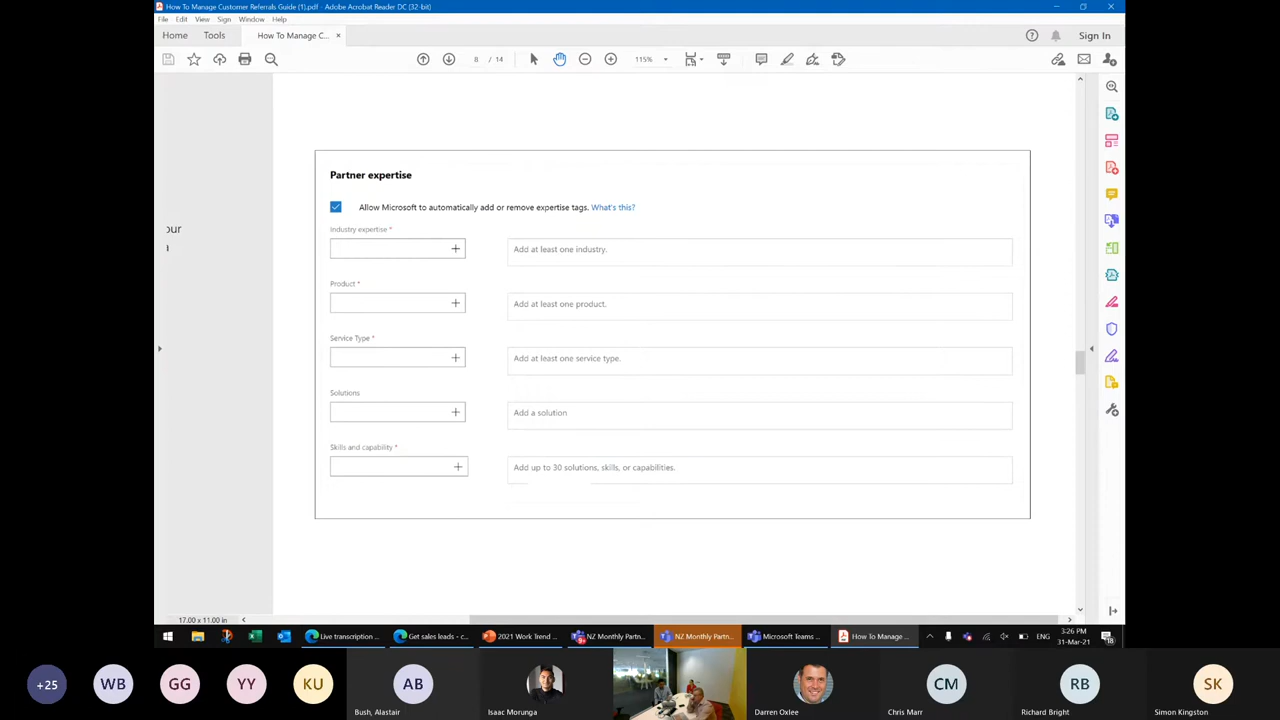 How To Manage Customer Referrals Guide (1).pdf - Adobe Acrobat Reader DC (32-bit)
File Edit View Sign Window Help
Home Tools How To Manage C... × Sign In
8 / 14 115%
our
a
Partner expertise
Allow Microsoft to automatically add or remove expertise tags. What's this?
Industry expertise *
Add at least one industry.
Product *
Add at least one product.
Service Type *
Add at least one service type.
Solutions
Add a solution
Skills and capability *
Add up to 30 solutions, skills, or capabilities.
17.00 x 11.00 in
Live transcription ... Get sales leads - c... 2021 Work Trend ... NZ Monthly Partn... NZ Monthly Partn... Microsoft Teams ... How To Manage ... ENG 3:26 PM
31-Mar-21
+25 WB GG YY KU AB CM RB SK
Bush, Alastair Isaac Morunga Darren Oxlee Chris Marr Richard Bright Simon Kingston